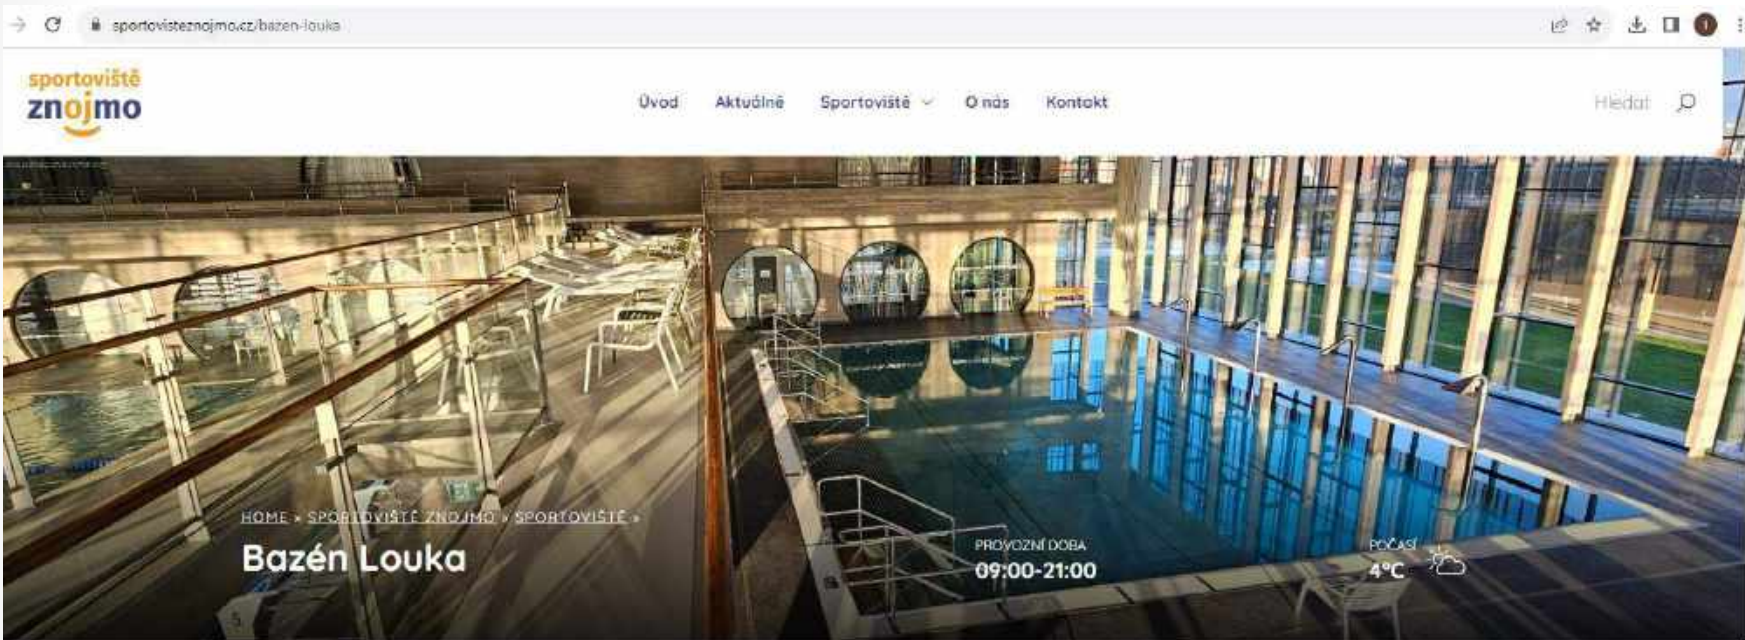 sportovisteznojmo.cz/bazen-louka
sportoviště
znojmo
Úvod Aktuálně Sportoviště O nás Kontakt
Hledat
HOME » SPORTOVIŠTĚ ZNOJMO » SPORTOVIŠTĚ »
Bazén Louka
PROVOZNÍ DOBA
09:00-21:00
POČASÍ
4°C